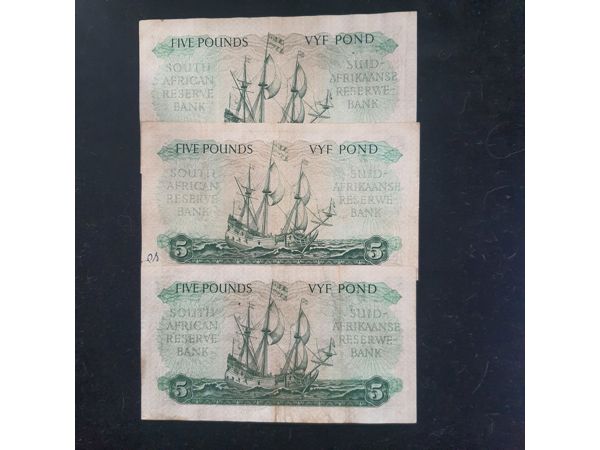 FIVE POUNDS VYF POND
SOUTH AFRICAN RESERVE BANK
SUID-AFRIKAANSE RESERWE-BANK
FIVE POUNDS VYF POND
SOUTH AFRICAN RESERVE BANK
SUID-AFRIKAANSE RESERWE-BANK
5 5
FIVE POUNDS VYF POND
SOUTH AFRICAN RESERVE BANK
SUID-AFRIKAANSE RESERWE-BANK
5 5